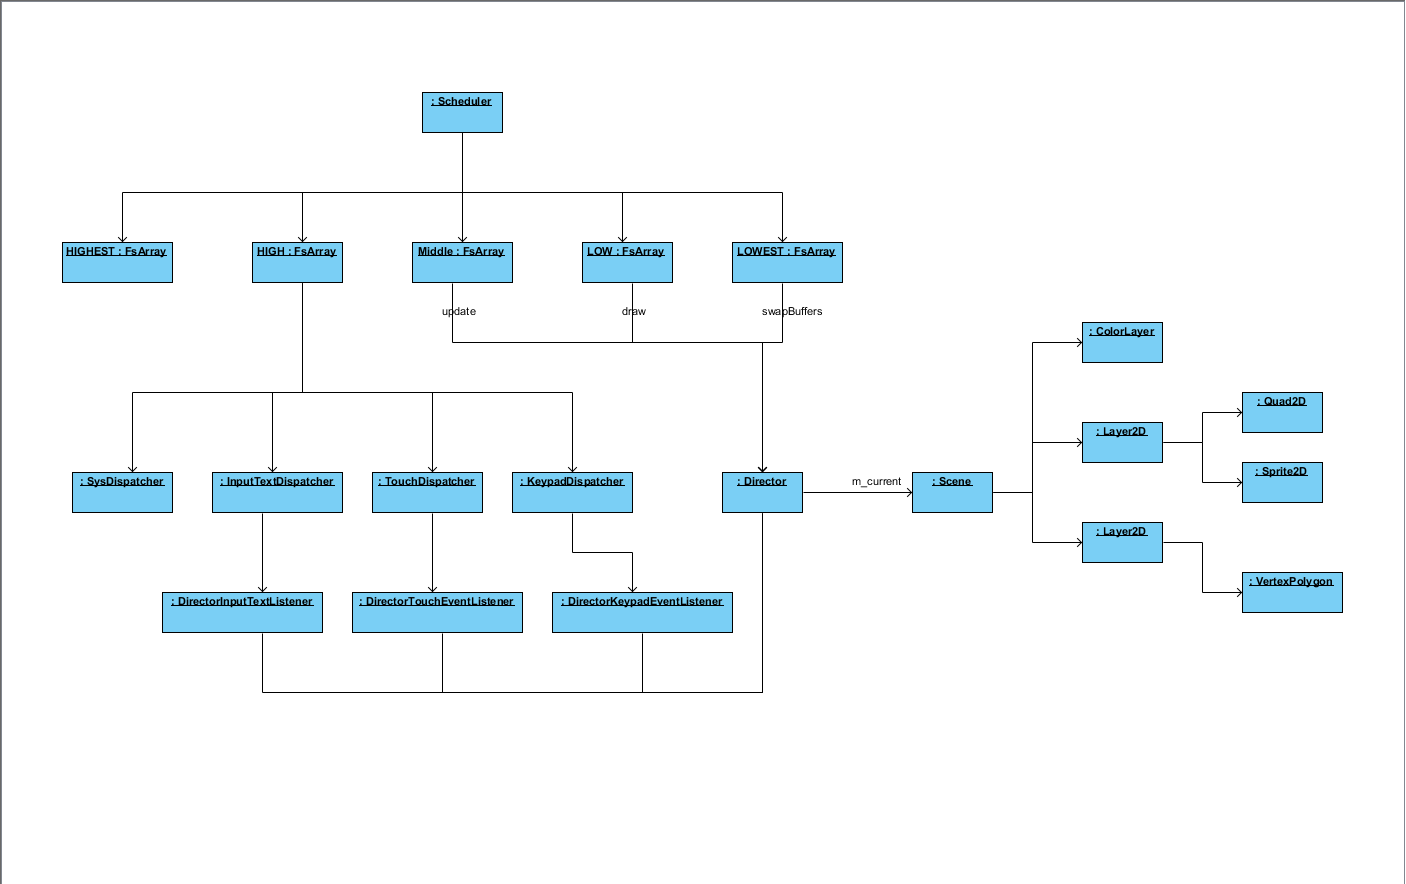 : Scheduler
HIGHEST : FsArray
HIGH : FsArray
Middle : FsArray
LOW : FsArray
LOWEST : FsArray
update
draw
swapBuffers
: ColorLayer
: Quad2D
: Layer2D
: Sprite2D
: SysDispatcher
: InputTextDispatcher
: TouchDispatcher
: KeypadDispatcher
: Director
m_current
: Scene
: Layer2D
: VertexPolygon
: DirectorInputTextListener
: DirectorTouchEventListener
: DirectorKeypadEventListener